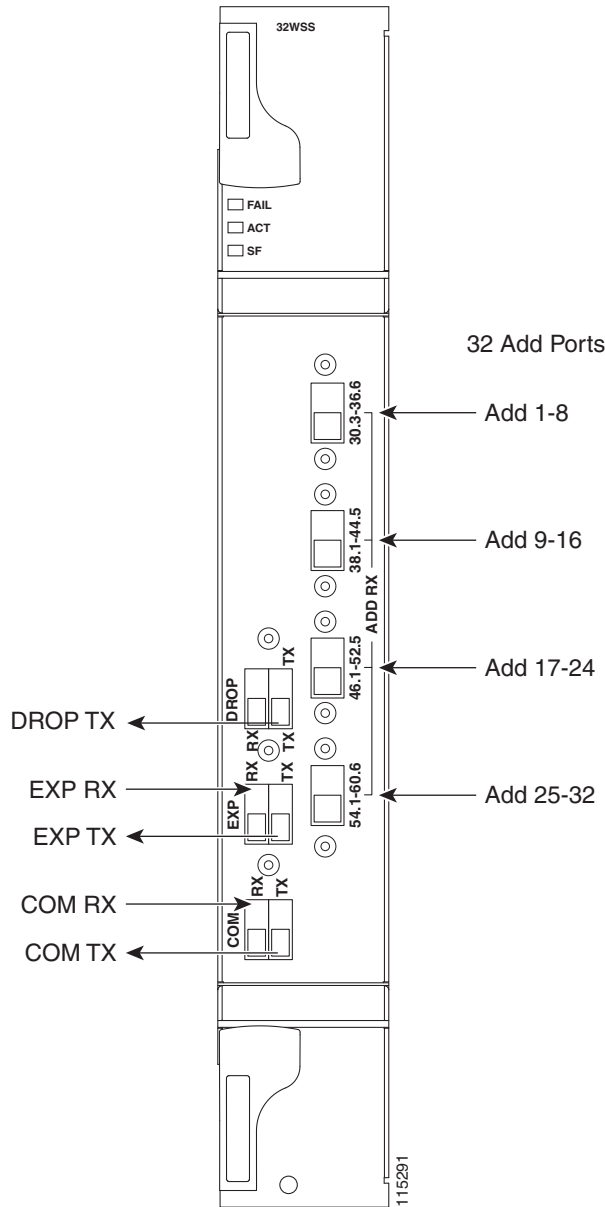 32WSS
FAIL
ACT
SF
32 Add Ports
30.3-36.6
Add 1-8
38.1-44.5
Add 9-16
ADD RX
46.1-52.5
Add 17-24
54.1-60.6
Add 25-32
TX
DROP
RX
TX
DROP TX
RX
EXP RX
EXP
EXP TX
RX
TX
COM RX
COM
COM TX
115291